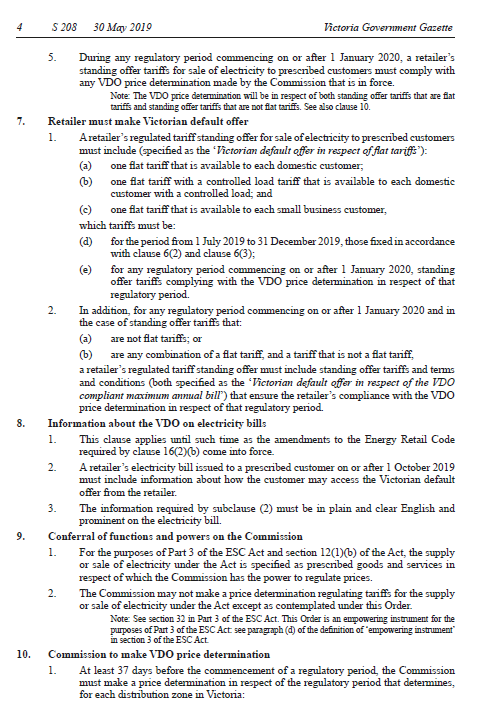 4 S 208 30 May 2019 Victoria Government Gazette
5. During any regulatory period commencing on or after 1 January 2020, a retailer's
standing offer tariffs for sale of electricity to prescribed customers must comply with
any VDO price determination made by the Commission that is in force.
Note: The VDO price determination will be in respect of both standing offer tariffs that are flat
tariffs and standing offer tariffs that are not flat tariffs. See also clause 10.
7. Retailer must make Victorian default offer
1. A retailer's regulated tariff standing offer for sale of electricity to prescribed customers
must include (specified as the 'Victorian default offer in respect of flat tariffs'):
(a) one flat tariff that is available to each domestic customer;
(b) one flat tariff with a controlled load tariff that is available to each domestic
customer with a controlled load; and
(c) one flat tariff that is available to each small business customer,
which tariffs must be:
(d) for the period from 1 July 2019 to 31 December 2019, those fixed in accordance
with clause 6(2) and clause 6(3);
(e) for any regulatory period commencing on or after 1 January 2020, standing
offer tariffs complying with the VDO price determination in respect of that
regulatory period.
2. In addition, for any regulatory period commencing on or after 1 January 2020 and in
the case of standing offer tariffs that:
(a) are not flat tariffs; or
(b) are any combination of a flat tariff, and a tariff that is not a flat tariff,
a retailer's regulated tariff standing offer must include standing offer tariffs and terms
and conditions (both specified as the 'Victorian default offer in respect of the VDO
compliant maximum annual bill') that ensure the retailer's compliance with the VDO
price determination in respect of that regulatory period.
8. Information about the VDO on electricity bills
1. This clause applies until such time as the amendments to the Energy Retail Code
required by clause 16(2)(b) come into force.
2. A retailer's electricity bill issued to a prescribed customer on or after 1 October 2019
must include information about how the customer may access the Victorian default
offer from the retailer.
3. The information required by subclause (2) must be in plain and clear English and
prominent on the electricity bill.
9. Conferral of functions and powers on the Commission
1. For the purposes of Part 3 of the ESC Act and section 12(1)(b) of the Act, the supply
or sale of electricity under the Act is specified as prescribed goods and services in
respect of which the Commission has the power to regulate prices.
2. The Commission may not make a price determination regulating tariffs for the supply
or sale of electricity under the Act except as contemplated under this Order.
Note: See section 32 in Part 3 of the ESC Act. This Order is an empowering instrument for the
purposes of Part 3 of the ESC Act: see paragraph (d) of the definition of 'empowering instrument'
in section 3 of the ESC Act.
10. Commission to make VDO price determination
1. At least 37 days before the commencement of a regulatory period, the Commission
must make a price determination in respect of the regulatory period that determines,
for each distribution zone in Victoria: